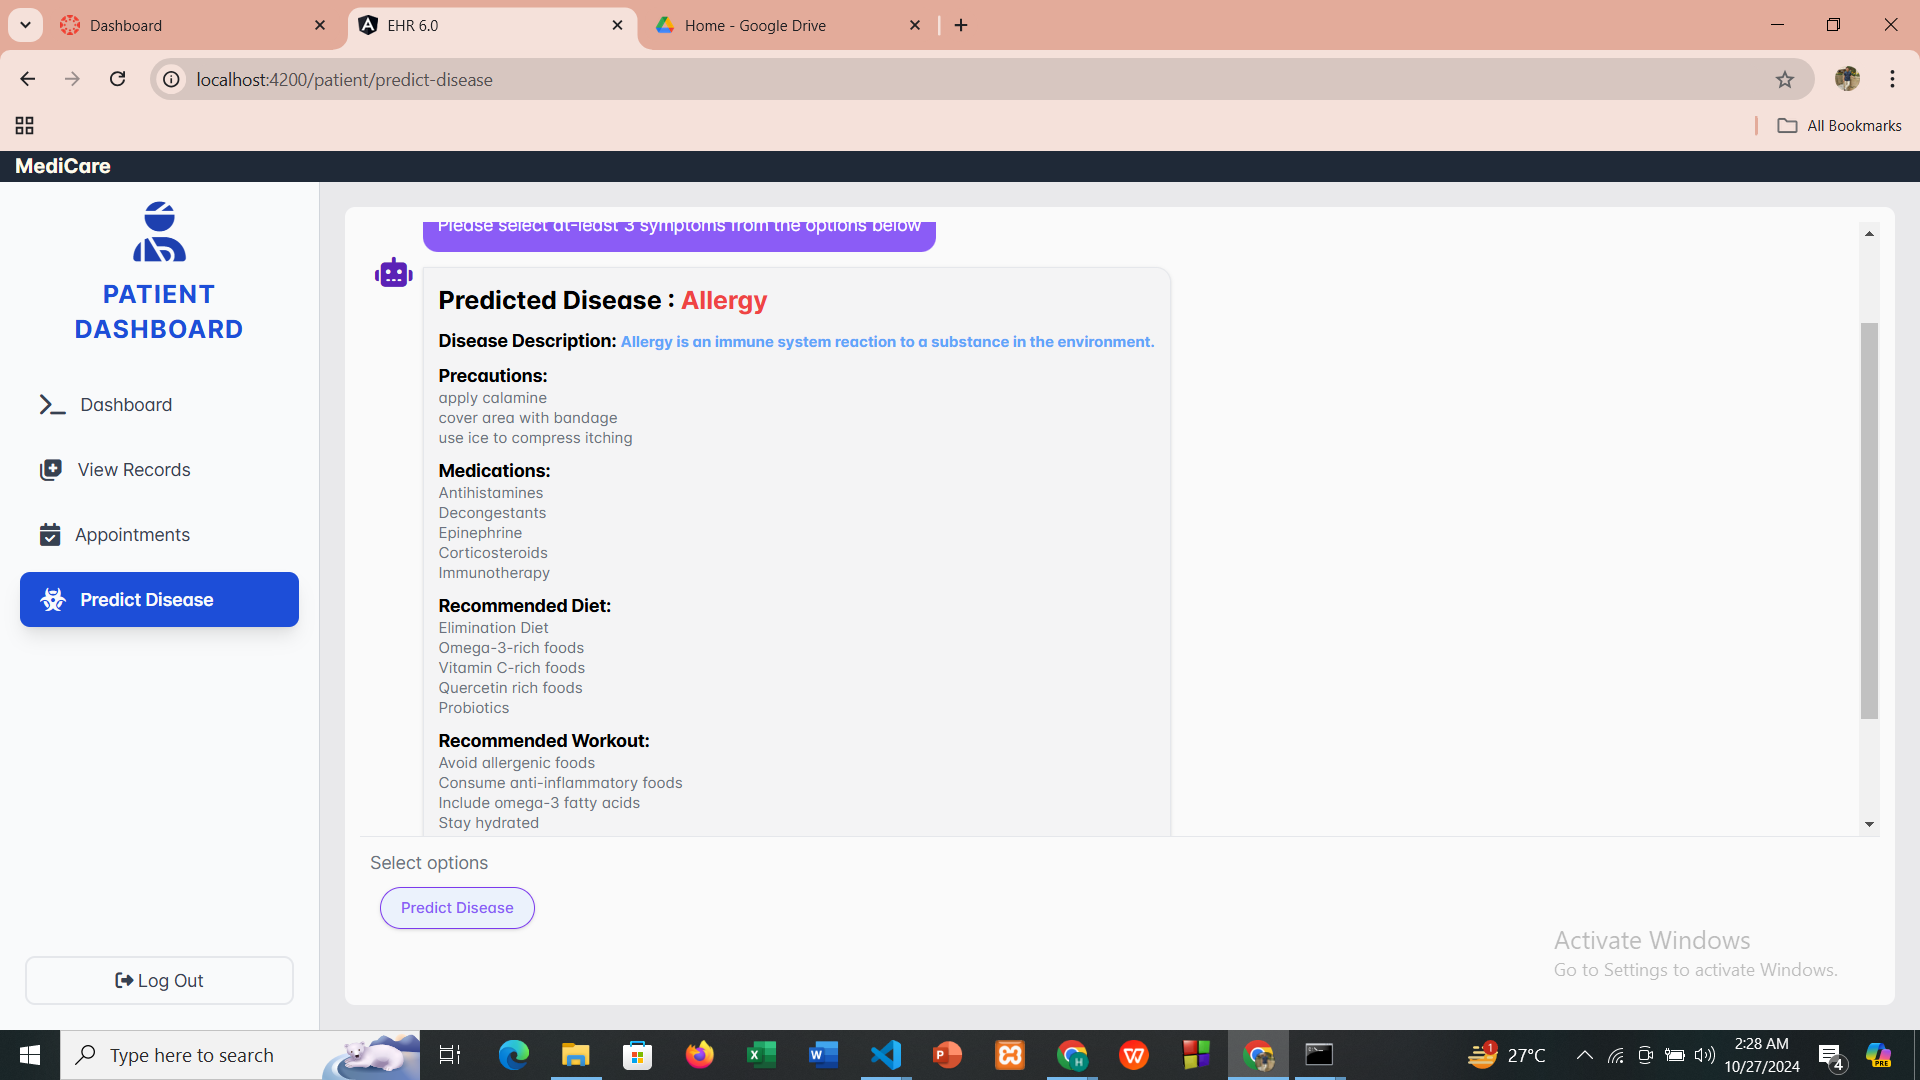 Dashboard
EHR 6.0
Home - Google Drive
localhost:4200/patient/predict-disease
All Bookmarks
MediCare
PATIENT
DASHBOARD
Dashboard
View Records
Appointments
Predict Disease
Log Out
Please select at-least 3 symptoms from the options below
Predicted Disease : Allergy
Disease Description: Allergy is an immune system reaction to a substance in the environment.
Precautions:
apply calamine
cover area with bandage
use ice to compress itching
Medications:
Antihistamines
Decongestants
Epinephrine
Corticosteroids
Immunotherapy
Recommended Diet:
Elimination Diet
Omega-3-rich foods
Vitamin C-rich foods
Quercetin rich foods
Probiotics
Recommended Workout:
Avoid allergenic foods
Consume anti-inflammatory foods
Include omega-3 fatty acids
Stay hydrated
Select options
Predict Disease
Activate Windows
Go to Settings to activate Windows.
Type here to search
1
27°C
2:28 AM
10/27/2024
4
PRE